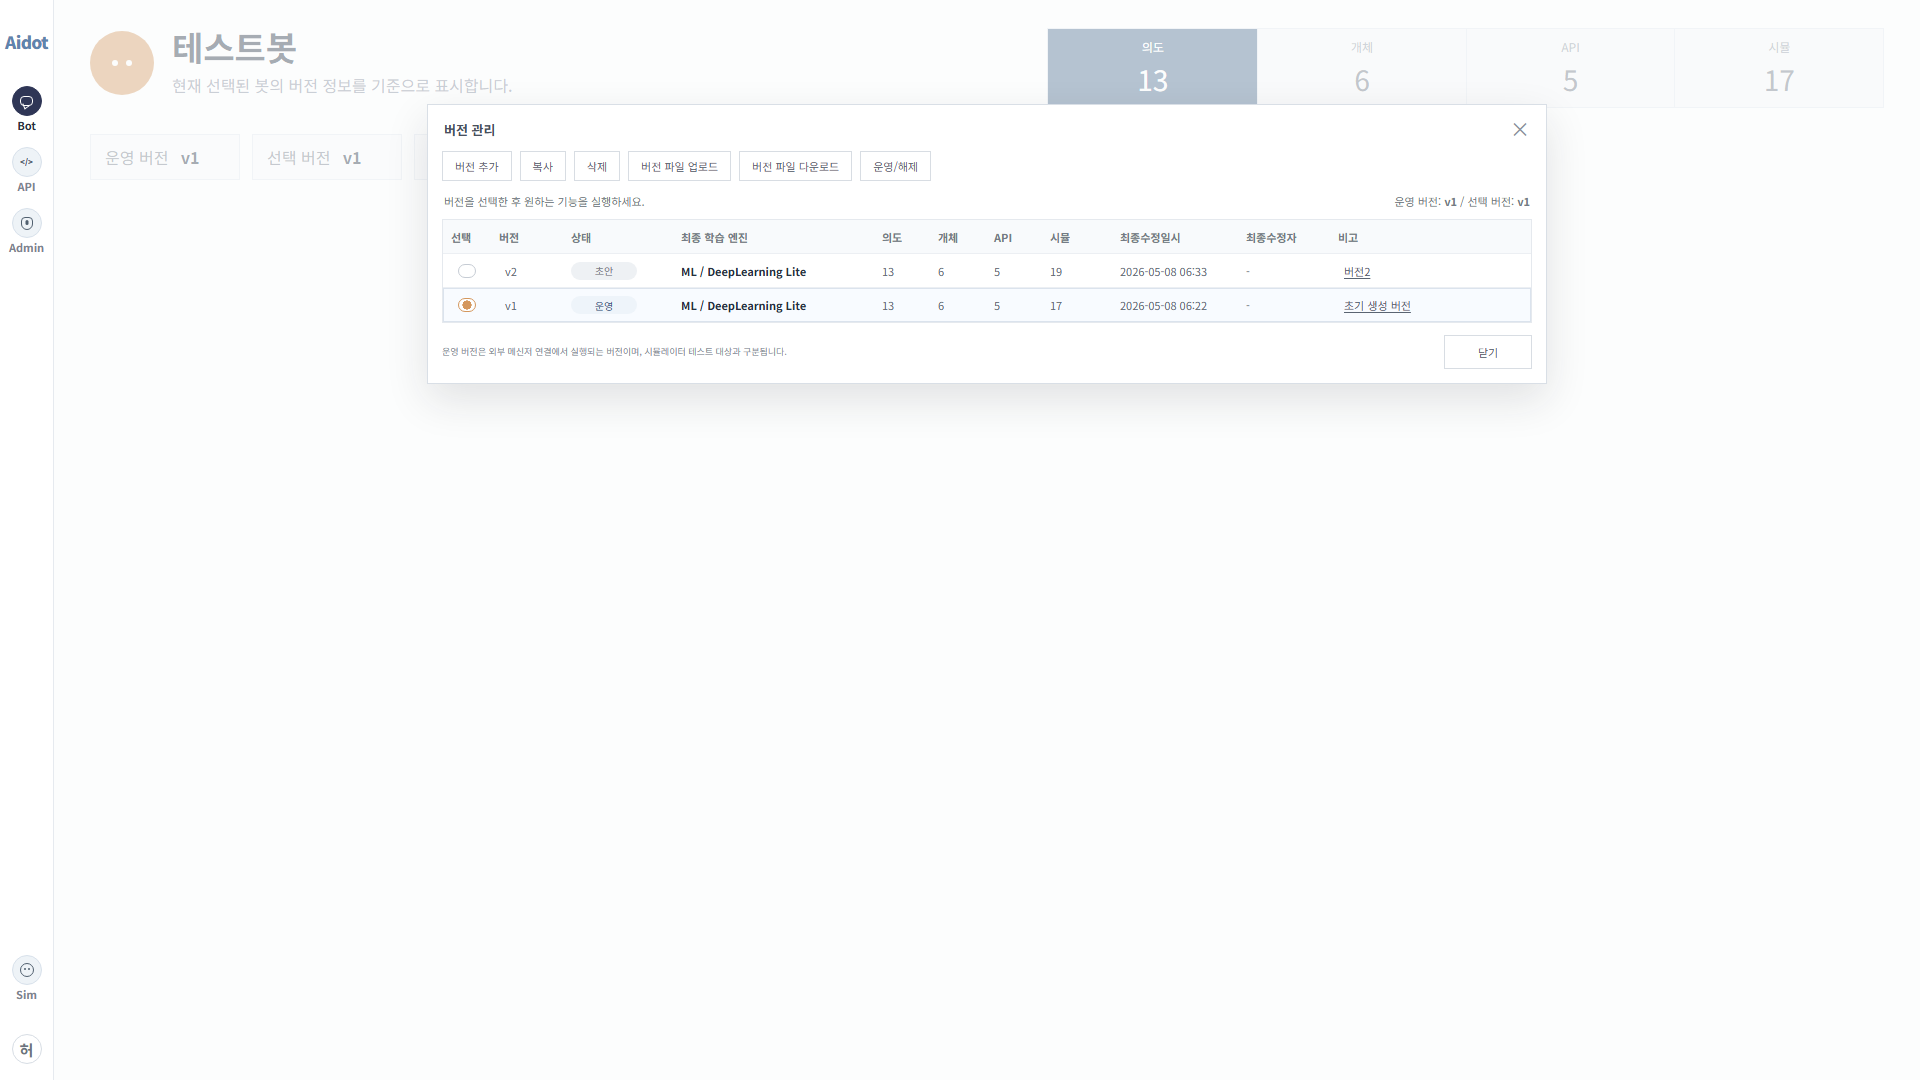 Aidot
Bot
</>
API
Admin
Sim
허
테스트봇
현재 선택된 봇의 버전 정보를 기준으로 표시합니다.
의도 개체 API 시뮬
13 6 5 17
운영 버전 v1 선택 버전 v1
버전 관리
버전 추가 복사 삭제 버전 파일 업로드 버전 파일 다운로드 운영/해제
버전을 선택한 후 원하는 기능을 실행하세요. 운영 버전: v1 / 선택 버전: v1
선택 버전 상태 최종 학습 엔진 의도 개체 API 시뮬 최종수정일시 최종수정자 비고
v2 초안 ML / DeepLearning Lite 13 6 5 19 2026-05-08 06:33 - 버전2
v1 운영 ML / DeepLearning Lite 13 6 5 17 2026-05-08 06:22 - 초기 생성 버전
운영 버전은 외부 메신저 연결에서 실행되는 버전이며, 시뮬레이터 테스트 대상과 구분됩니다.
닫기